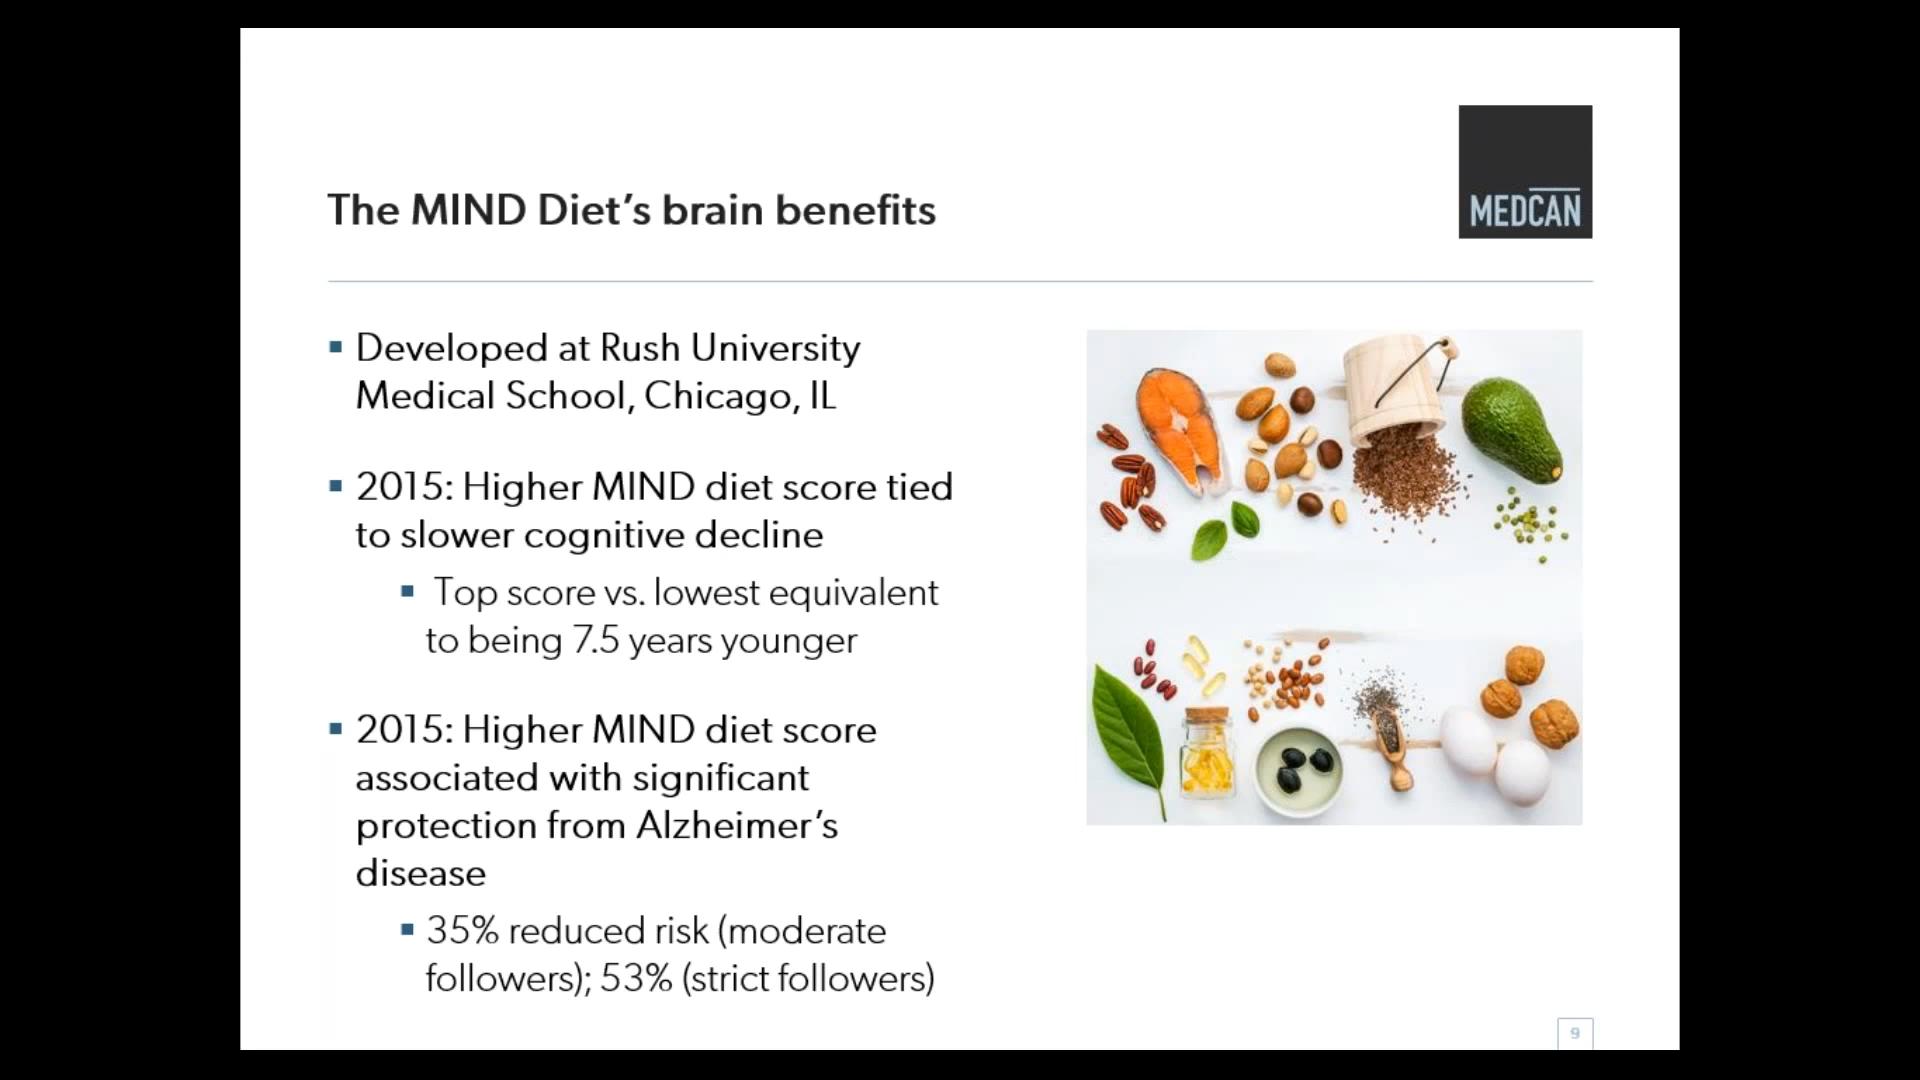 MEDCAN
The MIND Diet’s brain benefits
▪ Developed at Rush University
Medical School, Chicago, IL
▪ 2015: Higher MIND diet score tied
to slower cognitive decline
▪ Top score vs. lowest equivalent
to being 7.5 years younger
▪ 2015: Higher MIND diet score
associated with significant
protection from Alzheimer’s
disease
▪ 35% reduced risk (moderate
followers); 53% (strict followers)
9